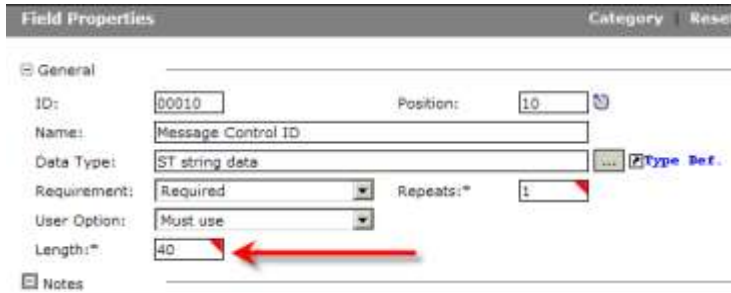 Field Properties Category Reset
General
ID: 00010 Position: 10
Name: Message Control ID
Data Type: ST string data ... Type Def.
Requirement: Required Repeats:* 1
User Option: Must use
Length:* 40
Notes